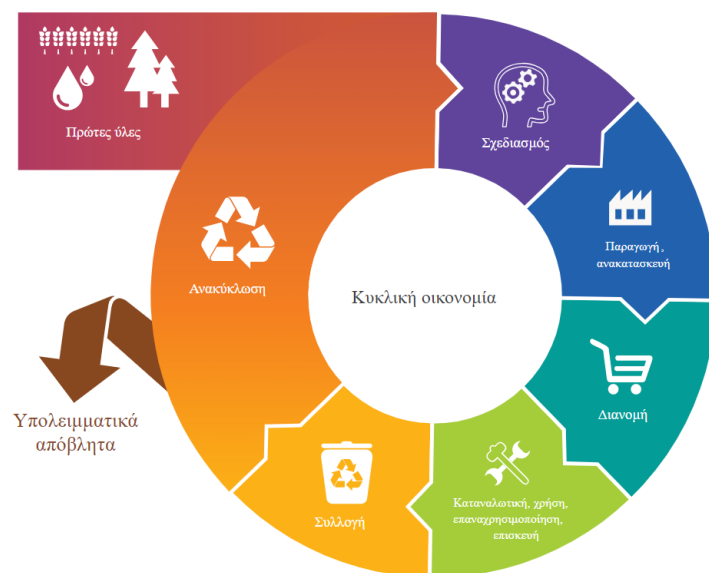 Πρώτες ύλες
Σχεδιασμός
Παραγωγή,
ανακατασκευή
Ανακύκλωση
Κυκλική οικονομία
Διανομή
Υπολειμματικά
απόβλητα
Συλλογή
Καταναλωτική, χρήση,
επαναχρησιμοποίηση,
επισκευή